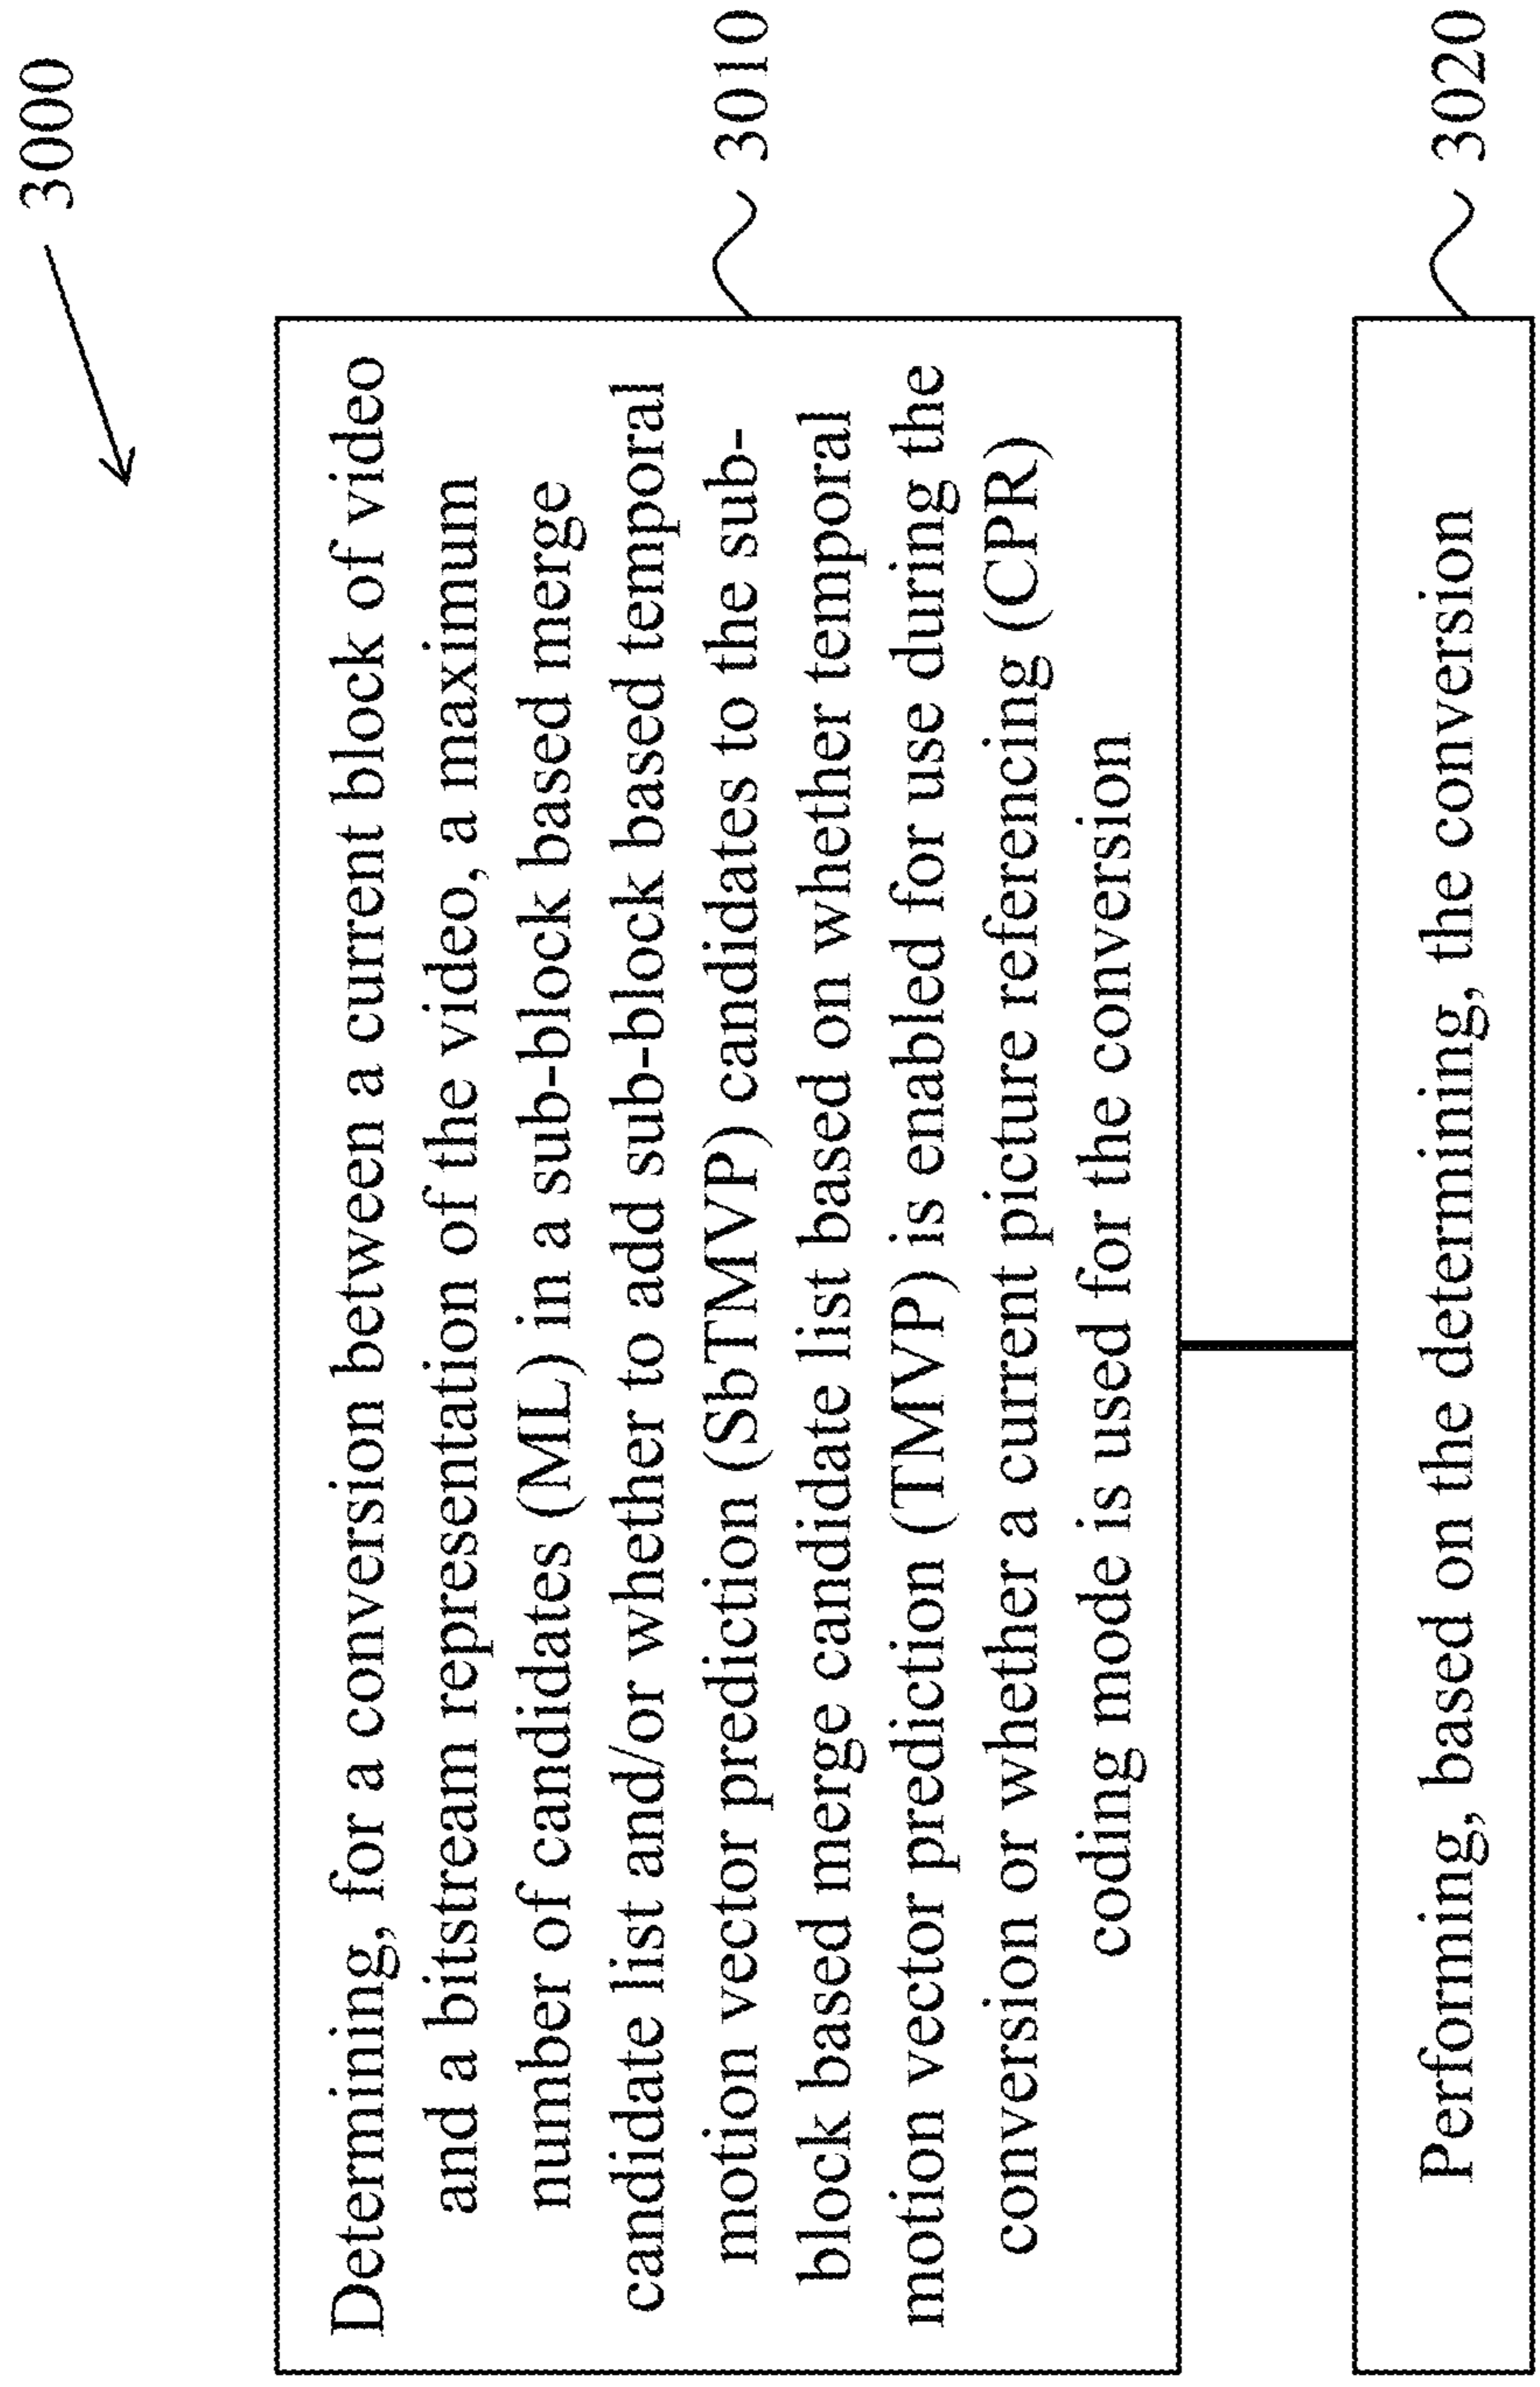 3000
Determining, for a conversion between a current block of video
and a bitstream representation of the video, a maximum
number of candidates (ML) in a sub-block based merge
candidate list and/or whether to add sub-block based temporal
motion vector prediction (SbTMVP) candidates to the sub-
block based merge candidate list based on whether temporal
motion vector prediction (TMVP) is enabled for use during the
conversion or whether a current picture referencing (CPR)
coding mode is used for the conversion
3010
Performing, based on the determining, the conversion
3020